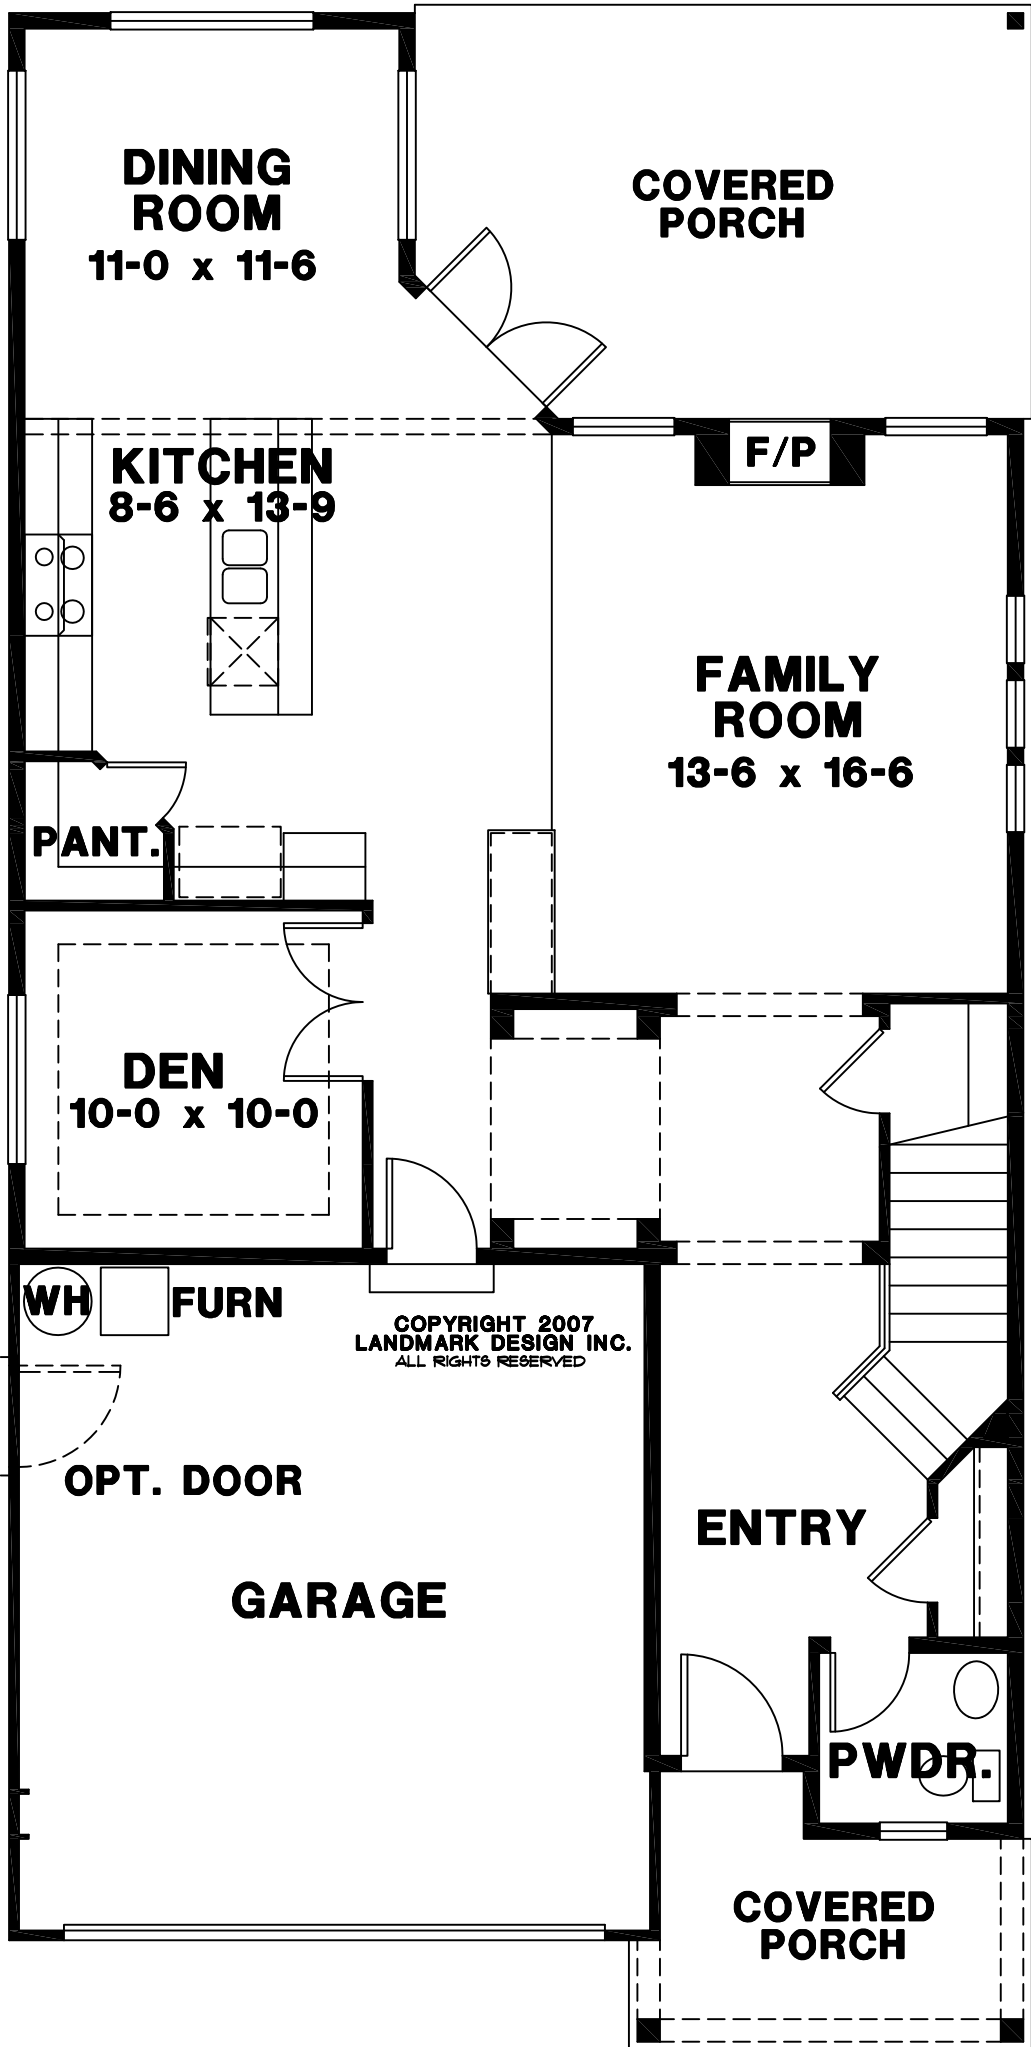 DINING
ROOM
11-0 x 11-6
COVERED
PORCH
KITCHEN
8-6 x 13-9
F/P
FAMILY
ROOM
13-6 x 16-6
PANT.
DEN
10-0 x 10-0
WH
FURN
COPYRIGHT 2007
LANDMARK DESIGN INC.
ALL RIGHTS RESERVED
OPT. DOOR
ENTRY
GARAGE
PWDR.
COVERED
PORCH